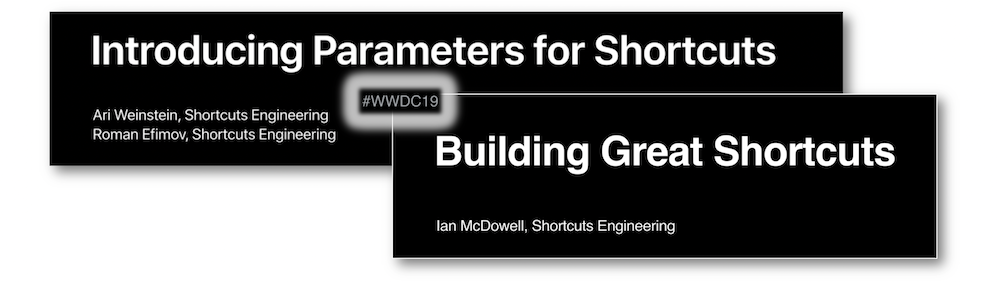 Introducing Parameters for Shortcuts
Ari Weinstein, Shortcuts Engineering
Roman Efimov, Shortcuts Engineering
#WWDC19
Building Great Shortcuts
Ian McDowell, Shortcuts Engineering